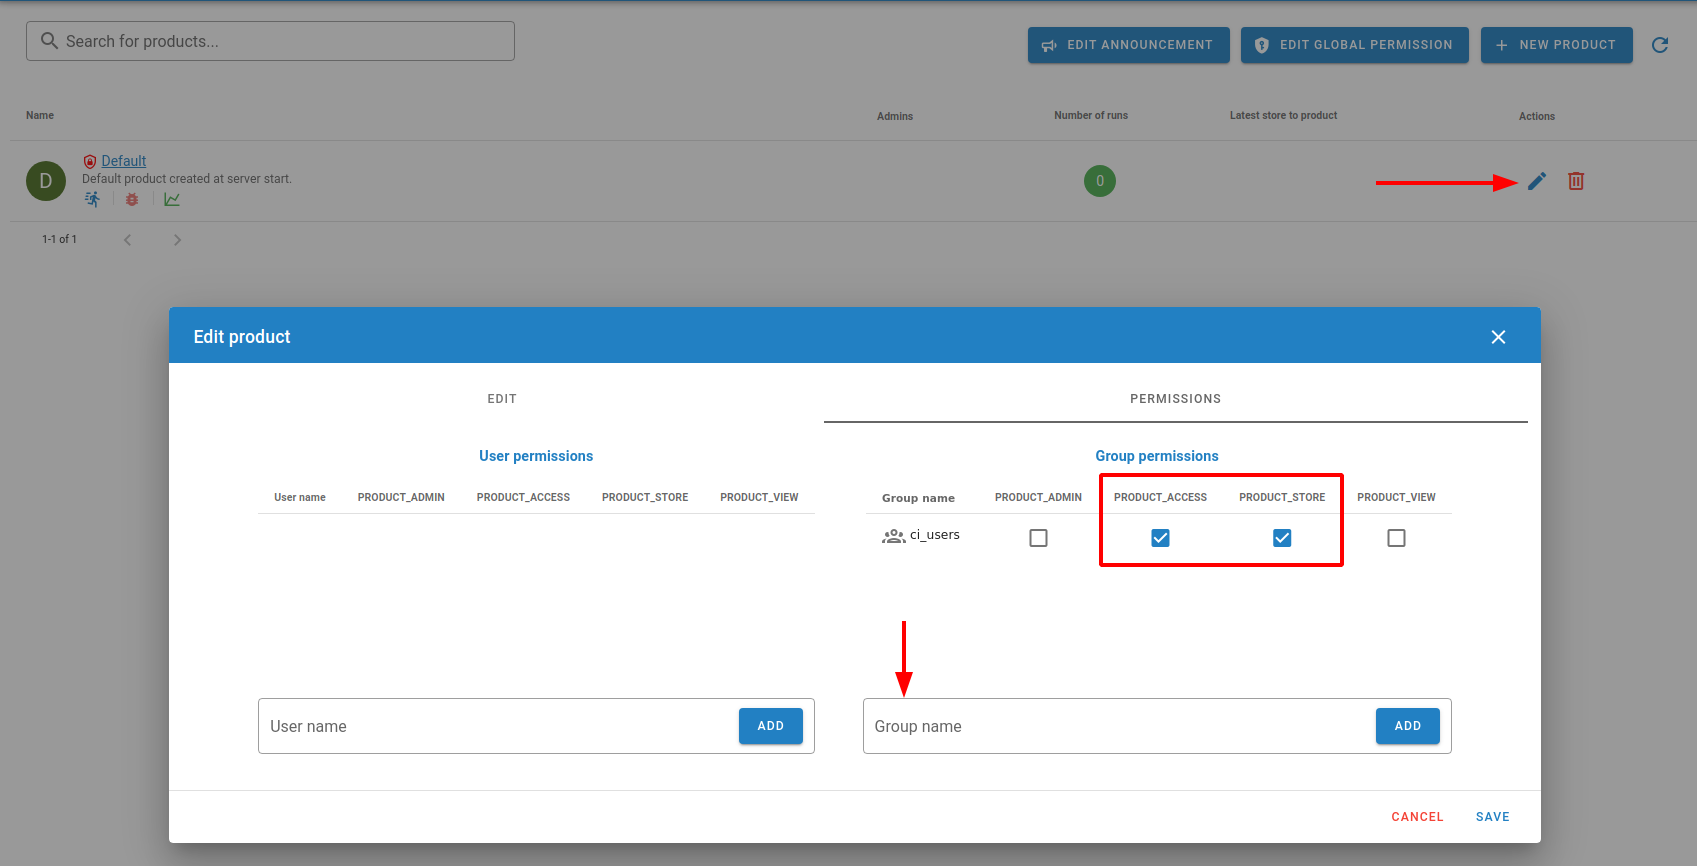 Search for products...
EDIT ANNOUNCEMENT
EDIT GLOBAL PERMISSION
NEW PRODUCT
Name Admins Number of runs Latest store to product Actions
D
Default
Default product created at server start.
0
1-1 of 1
Edit product
EDIT PERMISSIONS
User permissions
User name PRODUCT_ADMIN PRODUCT_ACCESS PRODUCT_STORE PRODUCT_VIEW
Group permissions
Group name PRODUCT_ADMIN PRODUCT_ACCESS PRODUCT_STORE PRODUCT_VIEW
ci_users
User name ADD
Group name ADD
CANCEL SAVE